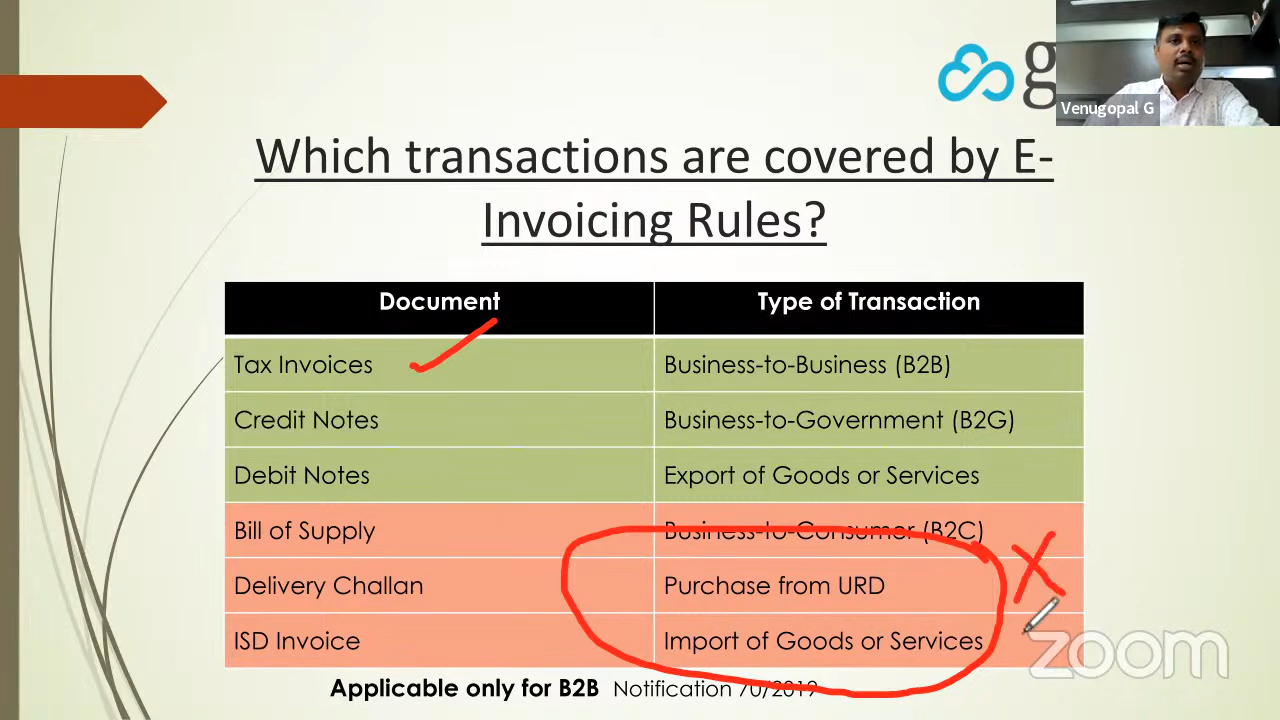 g
Venugopal G
Which transactions are covered by E-
Invoicing Rules?
Document Type of Transaction
Tax Invoices Business-to-Business (B2B)
Credit Notes Business-to-Government (B2G)
Debit Notes Export of Goods or Services
Bill of Supply Business-to-Consumer (B2C)
Delivery Challan Purchase from URD
ISD Invoice Import of Goods or Services
zoom
Applicable only for B2B Notification 70/2019